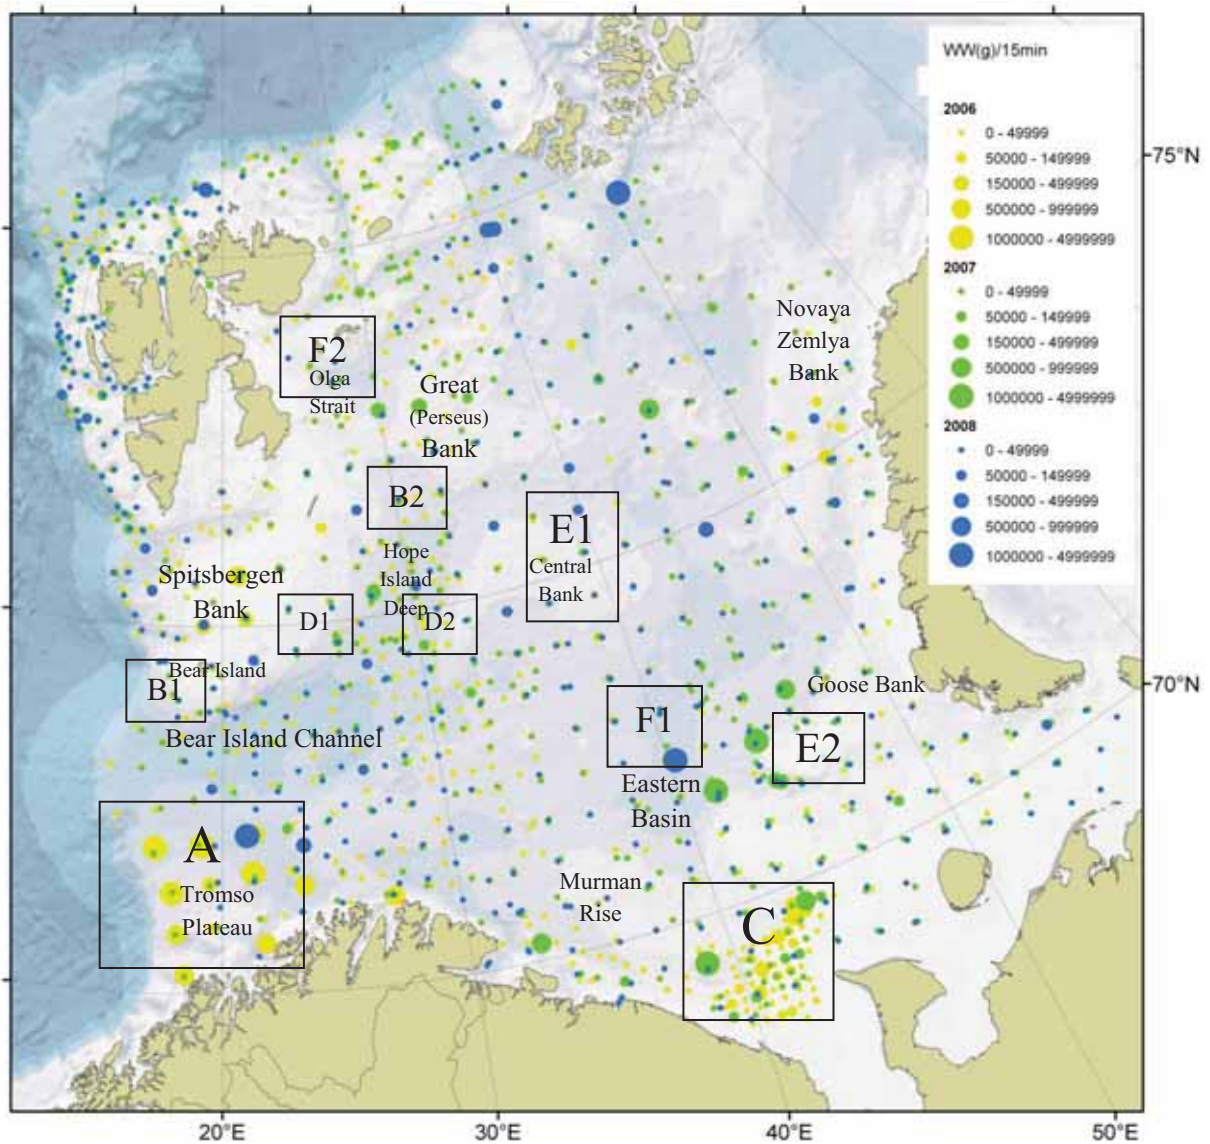 WW(g)/15min
2006
0 - 49999
50000 - 149999
150000 - 499999
500000 - 999999
1000000 - 4999999
2007
0 - 49999
50000 - 149999
150000 - 499999
500000 - 999999
1000000 - 4999999
2008
0 - 49999
50000 - 149999
150000 - 499999
500000 - 999999
1000000 - 4999999
75°N
Novaya
Zemlya
Bank
F2
Olga
Strait
Great
(Perseus)
Bank
B2
E1
Central
Bank
Hope
Island
Deep
Spitsbergen
Bank
D1
D2
Bear Island
B1
Bear Island Channel
70°N
Goose Bank
F1
E2
Eastern
Basin
A
Tromso
Plateau
Murman
Rise
C
20°E
30°E
40°E
50°E